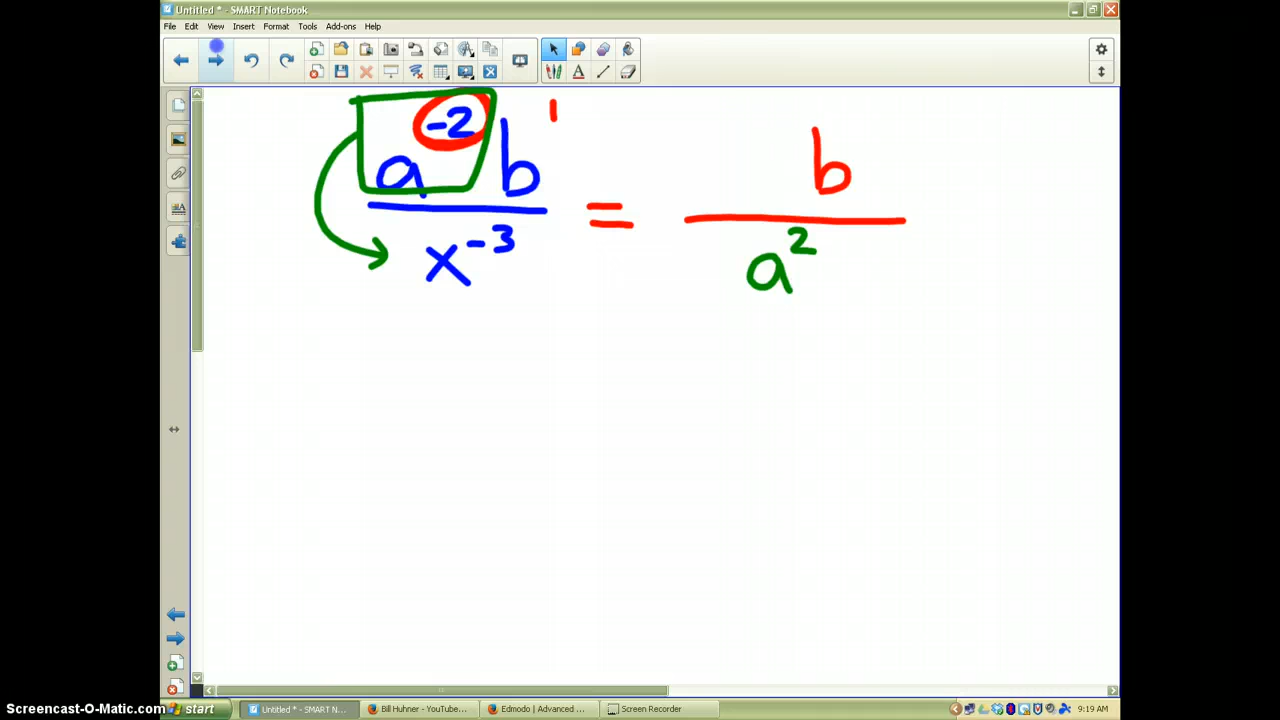 Untitled * - SMART Notebook
File Edit View Insert Format Tools Add-ons Help
a⁻² b ¹
x⁻³
=
b
a²
Screencast-O-Matic.com
start
Untitled * - SMART N...
Bill Huhner - YouTube...
Edmodo | Advanced ...
Screen Recorder
9:19 AM